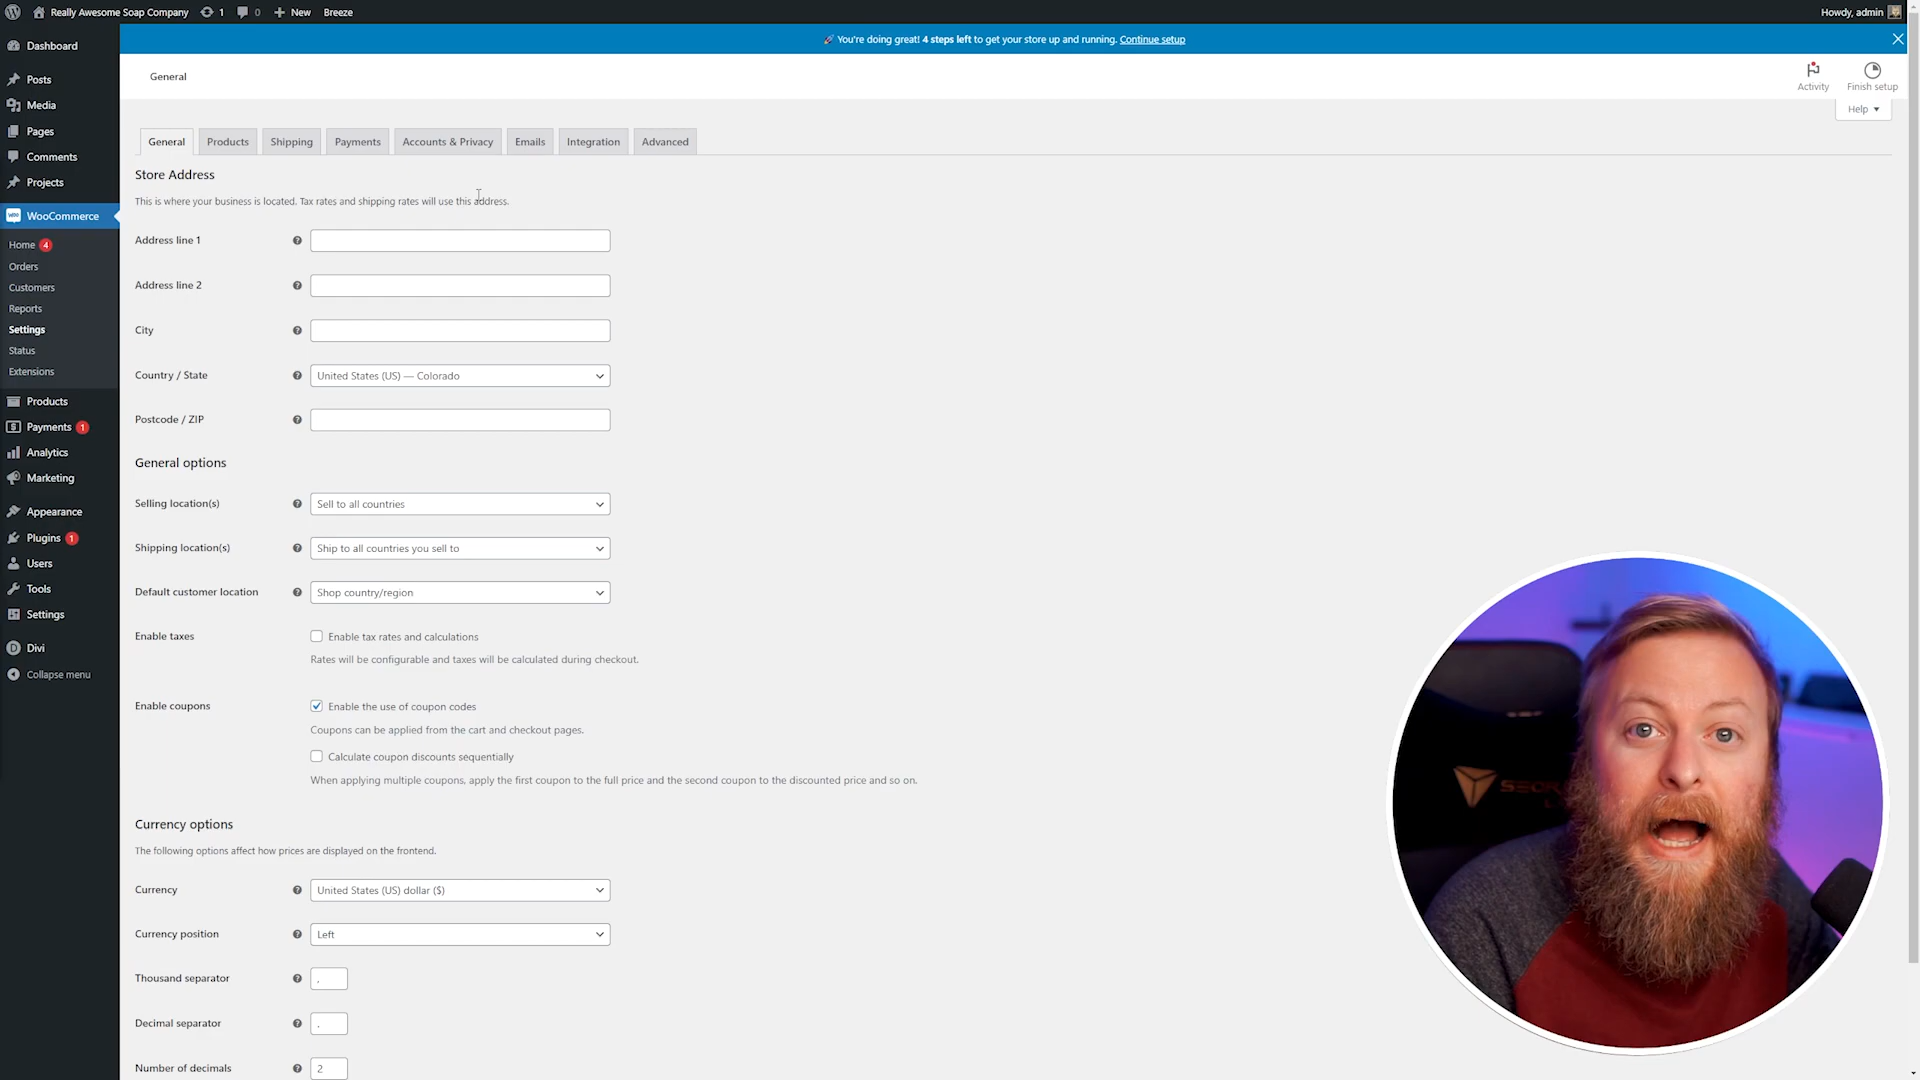 Really Awesome Soap Company 1 0 New Breeze Howdy, admin
You're doing great! 4 steps left to get your store up and running. Continue setup
General
Activity
Finish setup
Help
Dashboard
Posts
Media
Pages
Comments
Projects
WooCommerce
Home 4
Orders
Customers
Reports
Settings
Status
Extensions
Products
Payments 1
Analytics
Marketing
Appearance
Plugins 1
Users
Tools
Settings
Divi
Collapse menu
General Products Shipping Payments Accounts & Privacy Emails Integration Advanced
Store Address
This is where your business is located. Tax rates and shipping rates will use this address.
Address line 1
Address line 2
City
Country / State United States (US) — Colorado
Postcode / ZIP
General options
Selling location(s) Sell to all countries
Shipping location(s) Ship to all countries you sell to
Default customer location Shop country/region
Enable taxes Enable tax rates and calculations
Rates will be configurable and taxes will be calculated during checkout.
Enable coupons Enable the use of coupon codes
Coupons can be applied from the cart and checkout pages.
Calculate coupon discounts sequentially
When applying multiple coupons, apply the first coupon to the full price and the second coupon to the discounted price and so on.
Currency options
The following options affect how prices are displayed on the frontend.
Currency United States (US) dollar ($)
Currency position Left
Thousand separator ,
Decimal separator .
Number of decimals 2